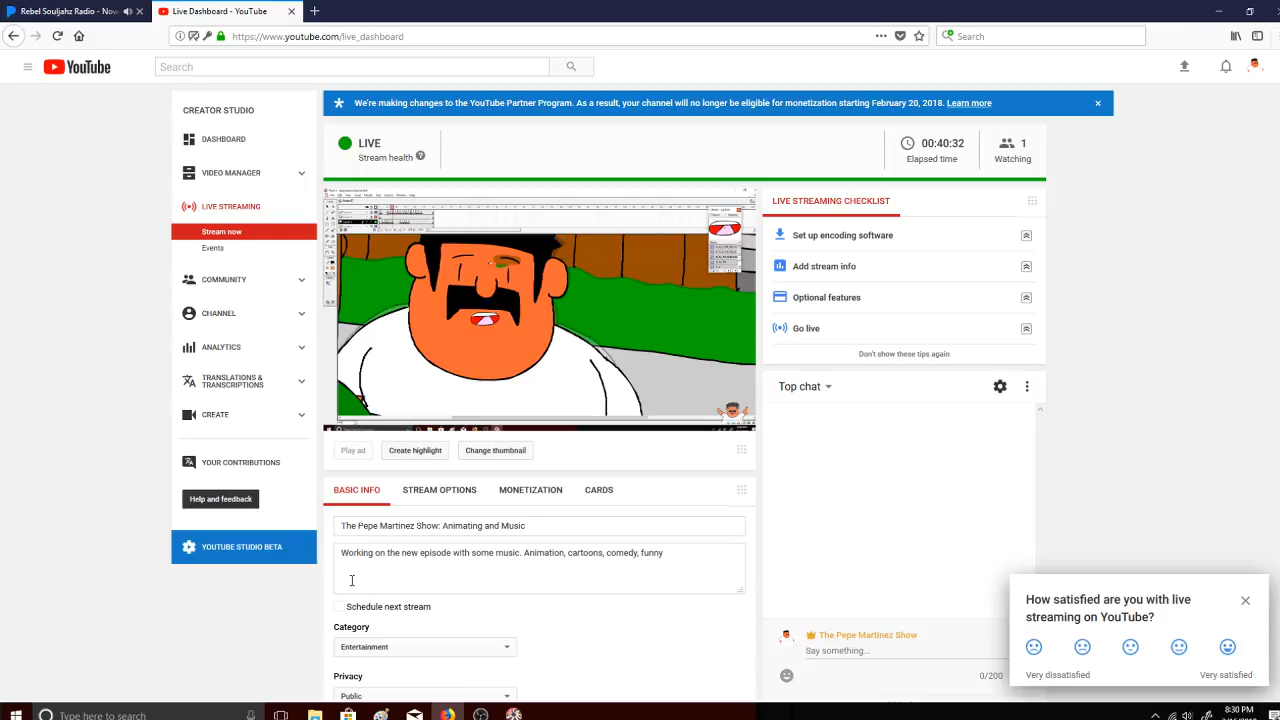 Rebel Souljahz Radio - Now
Live Dashboard - YouTube
https://www.youtube.com/live_dashboard
Search
YouTube
Search
CREATOR STUDIO
DASHBOARD
VIDEO MANAGER
LIVE STREAMING
Stream now
Events
COMMUNITY
CHANNEL
ANALYTICS
TRANSLATIONS &
TRANSCRIPTIONS
CREATE
YOUR CONTRIBUTIONS
Help and feedback
YOUTUBE STUDIO BETA
We're making changes to the YouTube Partner Program. As a result, your channel will no longer be eligible for monetization starting February 20, 2018. Learn more
LIVE
Stream health
00:40:32
Elapsed time
1
Watching
Play ad
Create highlight
Change thumbnail
BASIC INFO
STREAM OPTIONS
MONETIZATION
CARDS
The Pepe Martinez Show: Animating and Music
Working on the new episode with some music. Animation, cartoons, comedy, funny
Schedule next stream
Category
Entertainment
Privacy
Public
LIVE STREAMING CHECKLIST
Set up encoding software
Add stream info
Optional features
Go live
Don't show these tips again
Top chat
The Pepe Martinez Show
Say something...
0/200
How satisfied are you with live
streaming on YouTube?
Very dissatisfied
Very satisfied
Type here to search
8:30 PM